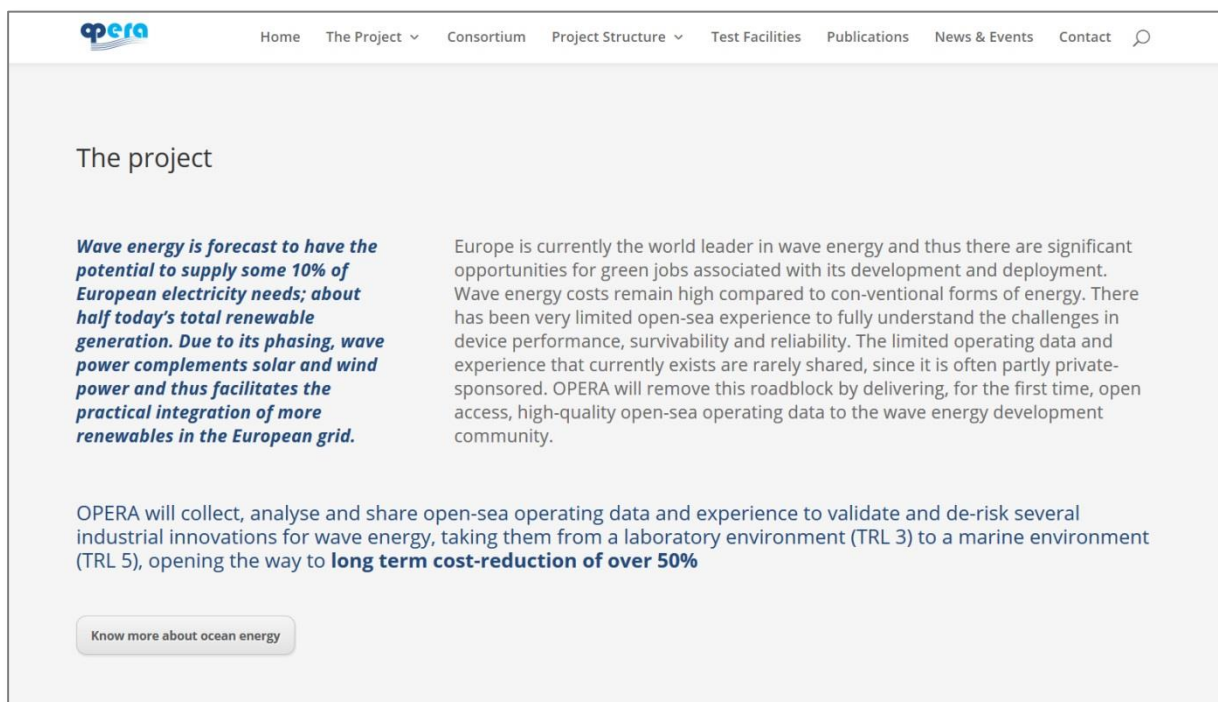 opera
Home The Project Consortium Project Structure Test Facilities Publications News & Events Contact
The project
Wave energy is forecast to have the
potential to supply some 10% of
European electricity needs; about
half today’s total renewable
generation. Due to its phasing, wave
power complements solar and wind
power and thus facilitates the
practical integration of more
renewables in the European grid.
Europe is currently the world leader in wave energy and thus there are significant
opportunities for green jobs associated with its development and deployment.
Wave energy costs remain high compared to con-ventional forms of energy. There
has been very limited open-sea experience to fully understand the challenges in
device performance, survivability and reliability. The limited operating data and
experience that currently exists are rarely shared, since it is often partly private-
sponsored. OPERA will remove this roadblock by delivering, for the first time, open
access, high-quality open-sea operating data to the wave energy development
community.
OPERA will collect, analyse and share open-sea operating data and experience to validate and de-risk several
industrial innovations for wave energy, taking them from a laboratory environment (TRL 3) to a marine environment
(TRL 5), opening the way to long term cost-reduction of over 50%
Know more about ocean energy